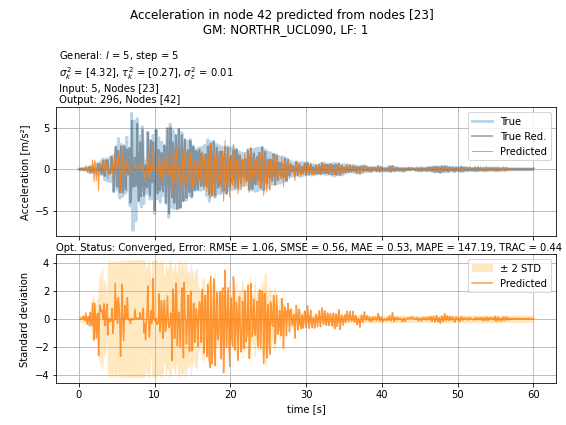 Acceleration in node 42 predicted from nodes [23]
GM: NORTHR_UCL090, LF: 1
General: l = 5, step = 5
σ²ₖ = [4.32], τ²ₖ = [0.27], σ²ε = 0.01
Input: 5, Nodes [23]
Output: 296, Nodes [42]
Acceleration [m/s²]
5
0
−5
True
True Red.
Predicted
Opt. Status: Converged, Error: RMSE = 1.06, SMSE = 0.56, MAE = 0.53, MAPE = 147.19, TRAC = 0.44
Standard deviation
4
2
0
−2
−4
± 2 STD
Predicted
0 10 20 30 40 50 60
time [s]